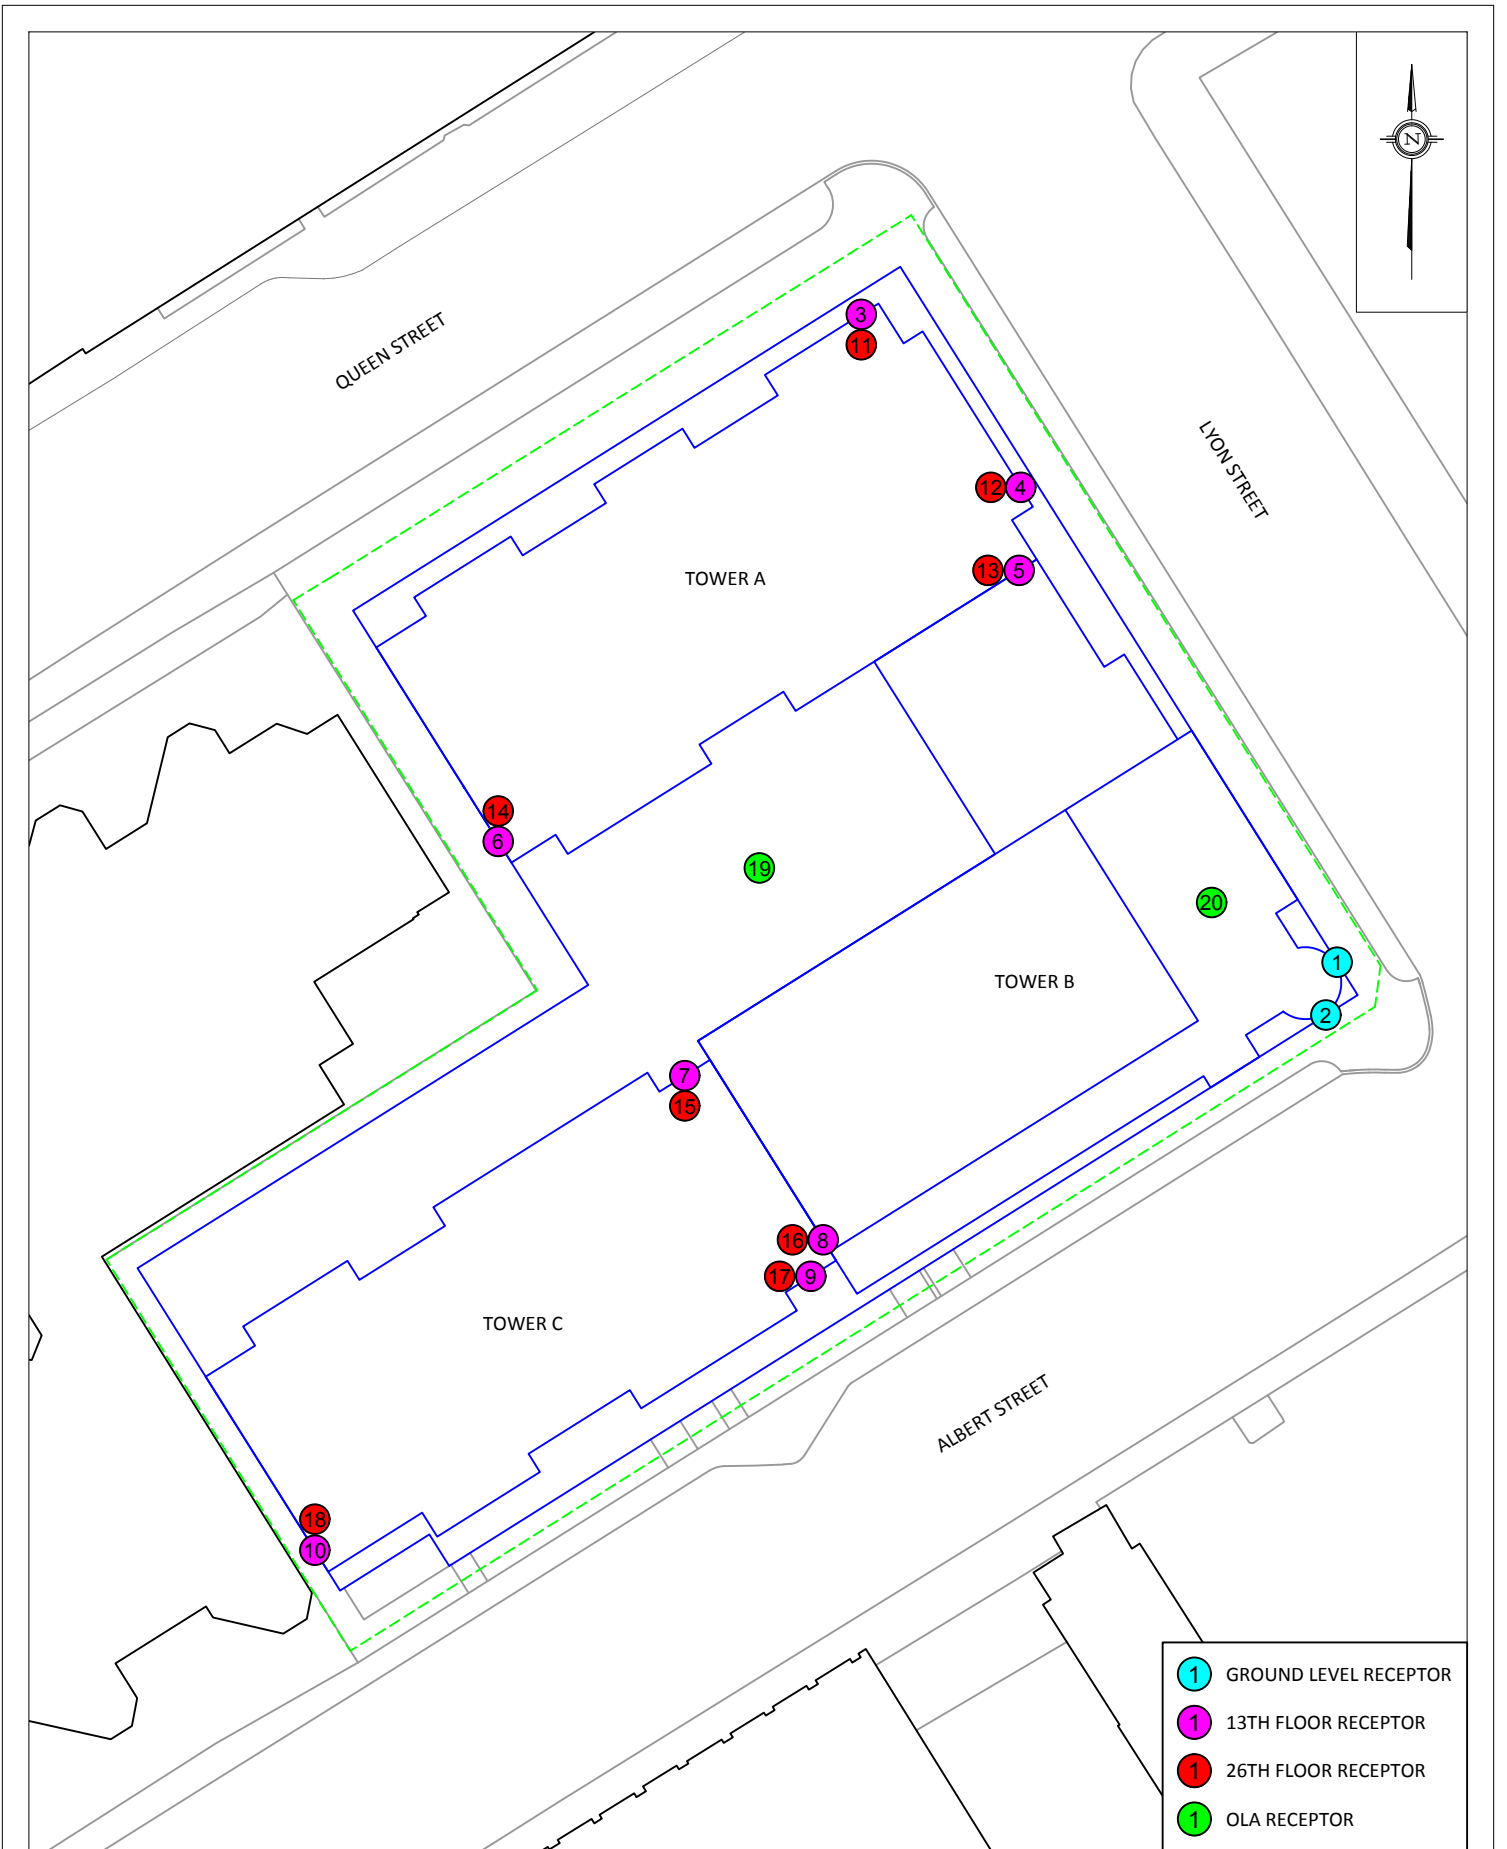 N
QUEEN STREET
3
11
LYON STREET
12
4
TOWER A
13
5
14
6
19
20
1
TOWER B
2
7
15
16
8
17
9
TOWER C
ALBERT STREET
18
10
1 GROUND LEVEL RECEPTOR
1 13TH FLOOR RECEPTOR
1 26TH FLOOR RECEPTOR
1 OLA RECEPTOR